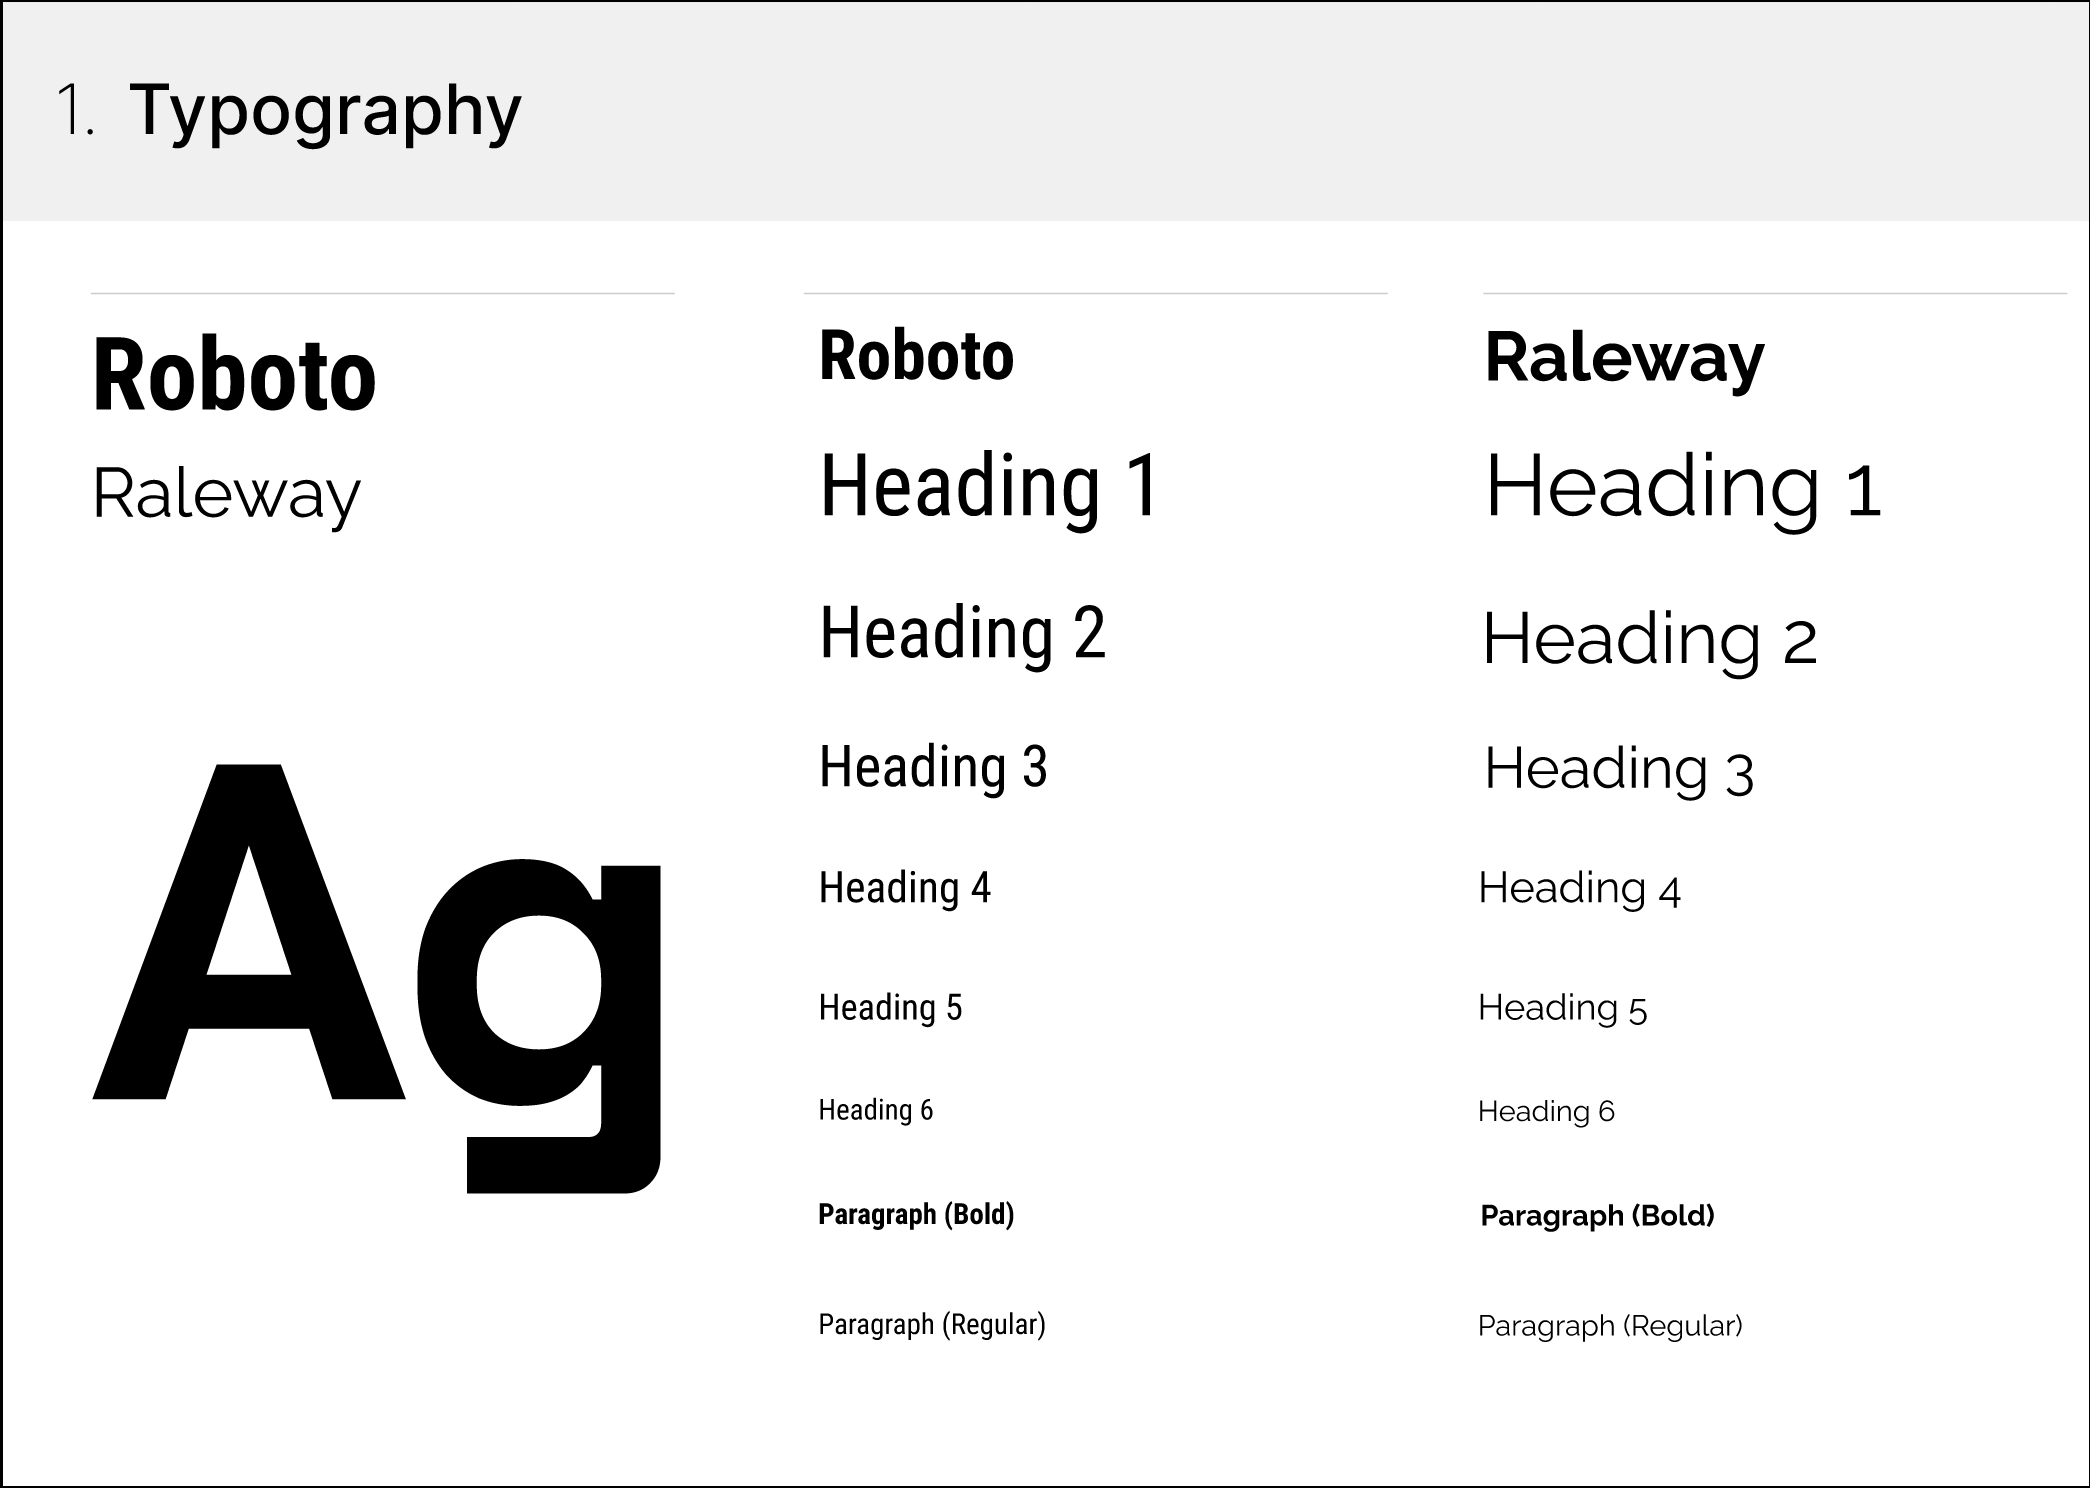 1. Typography
Roboto
Raleway
Ag
Roboto
Heading 1
Heading 2
Heading 3
Heading 4
Heading 5
Heading 6
Paragraph (Bold)
Paragraph (Regular)
Raleway
Heading 1
Heading 2
Heading 3
Heading 4
Heading 5
Heading 6
Paragraph (Bold)
Paragraph (Regular)